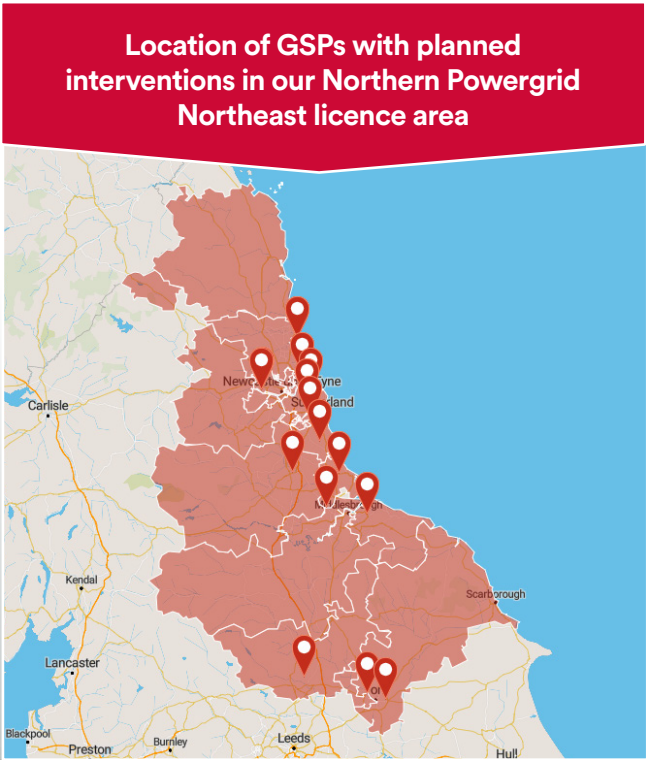 Location of GSPs with planned
interventions in our Northern Powergrid
Northeast licence area
Carlisle
Kendal
Scarborough
Lancaster
Blackpool
Preston
Burnley
Leeds
Hull